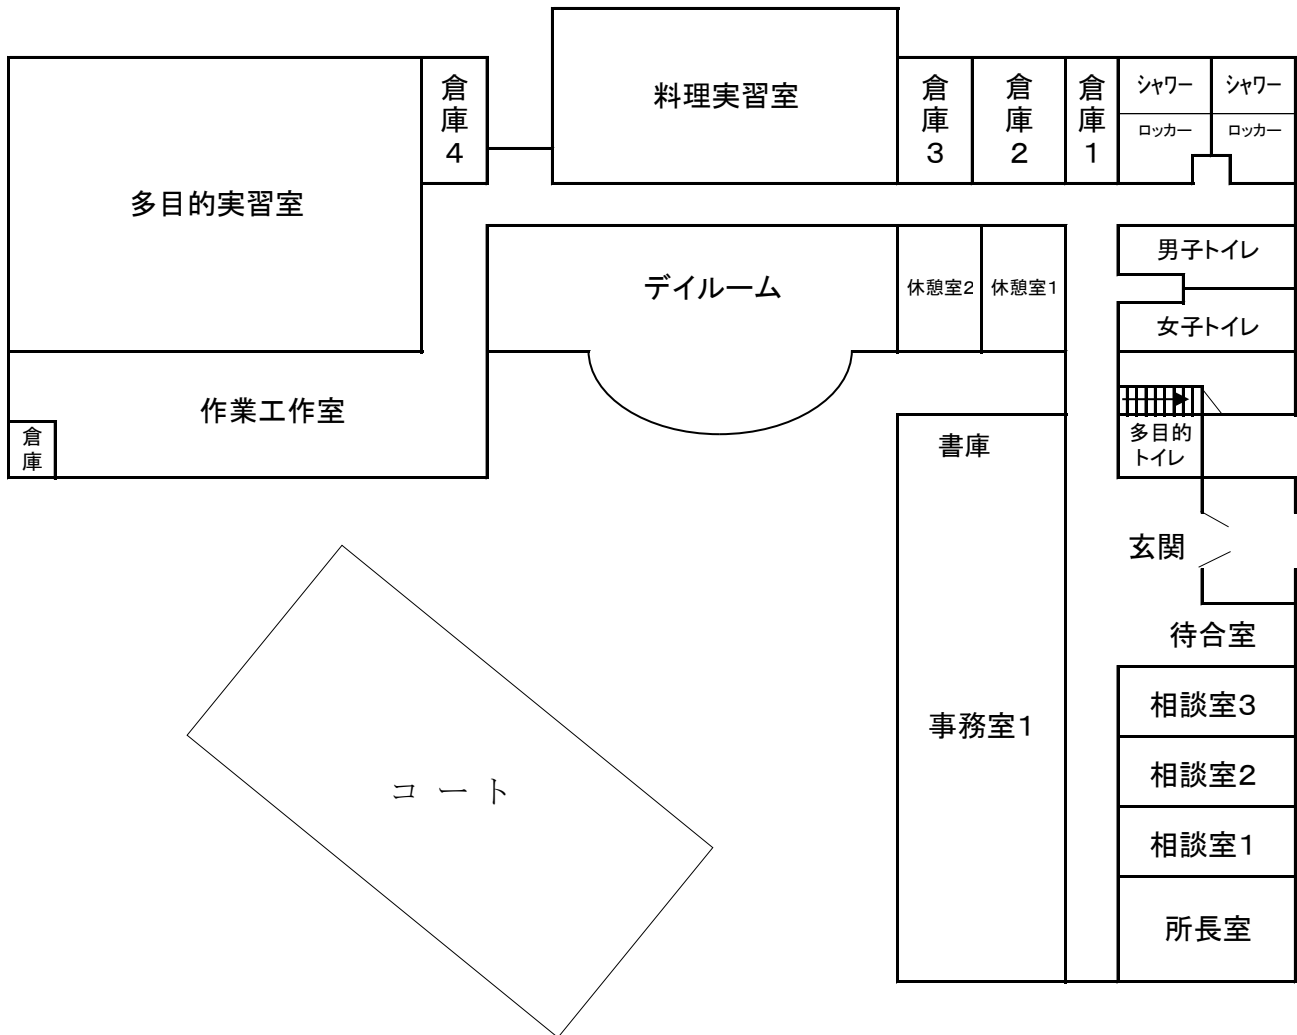 倉庫4
料理実習室
倉庫3
倉庫2
倉庫1
シャワー
シャワー
ロッカー
ロッカー
多目的実習室
男子トイレ
デイルーム
休憩室2
休憩室1
女子トイレ
作業工作室
倉庫
書庫
多目的
トイレ
玄関
待合室
相談室3
事務室1
相談室2
コート
相談室1
所長室